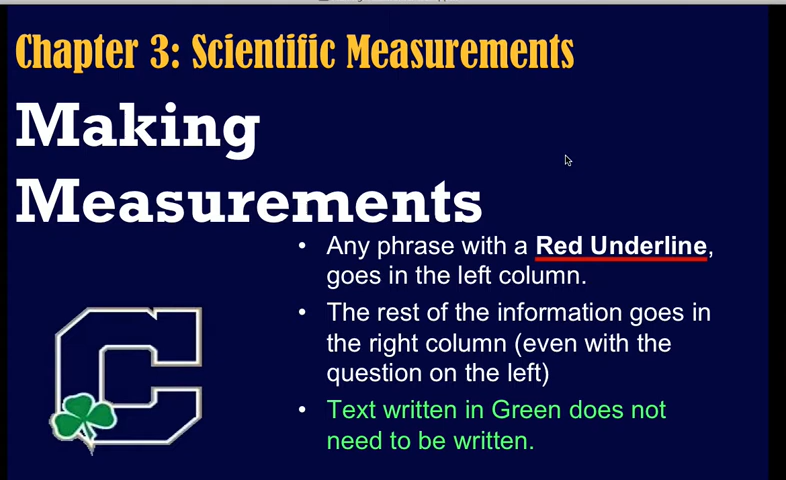 Chapter 3: Scientific Measurements
Making
Measurements
• Any phrase with a Red Underline,
goes in the left column.
• The rest of the information goes in
the right column (even with the
question on the left)
• Text written in Green does not
need to be written.